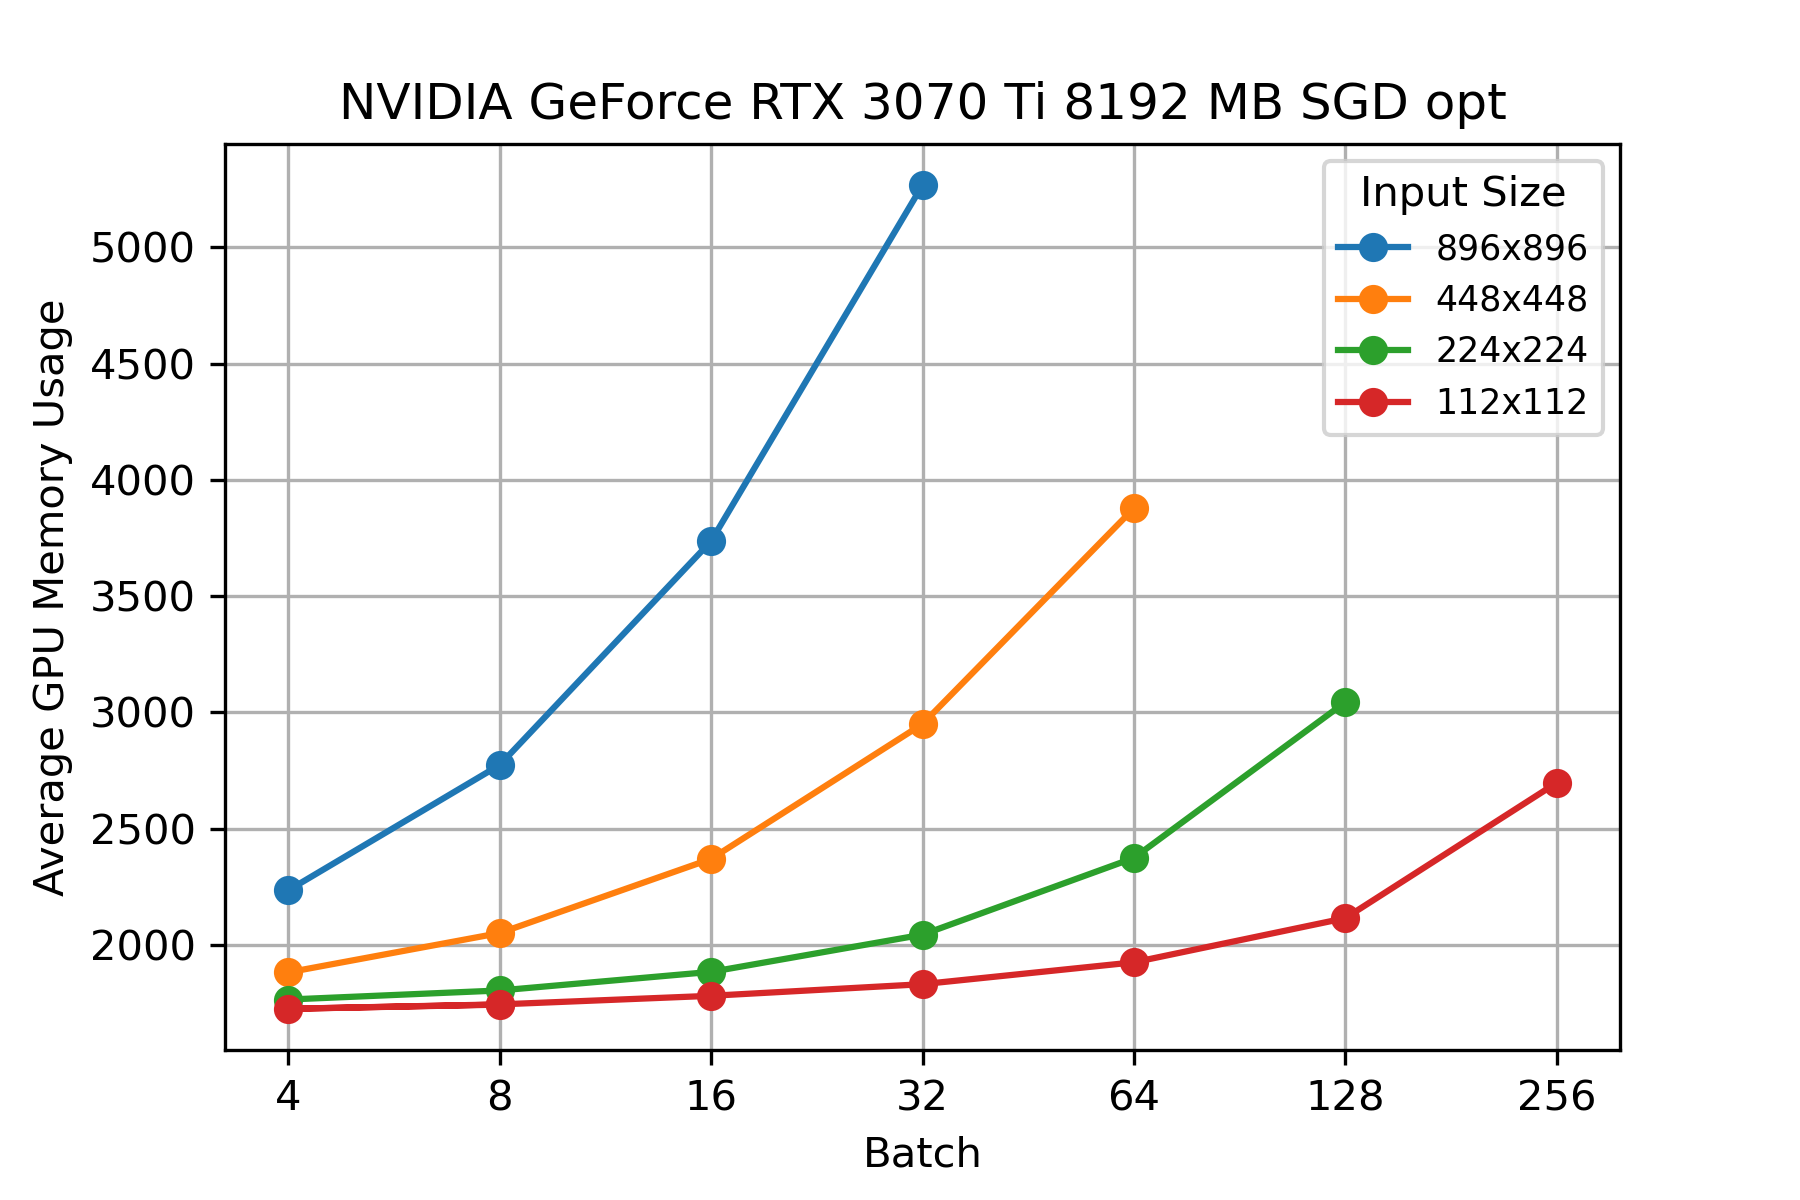 NVIDIA GeForce RTX 3070 Ti 8192 MB SGD opt
Average GPU Memory Usage
5000
4500
4000
3500
3000
2500
2000
Input Size
896x896
448x448
224x224
112x112
4 8 16 32 64 128 256
Batch